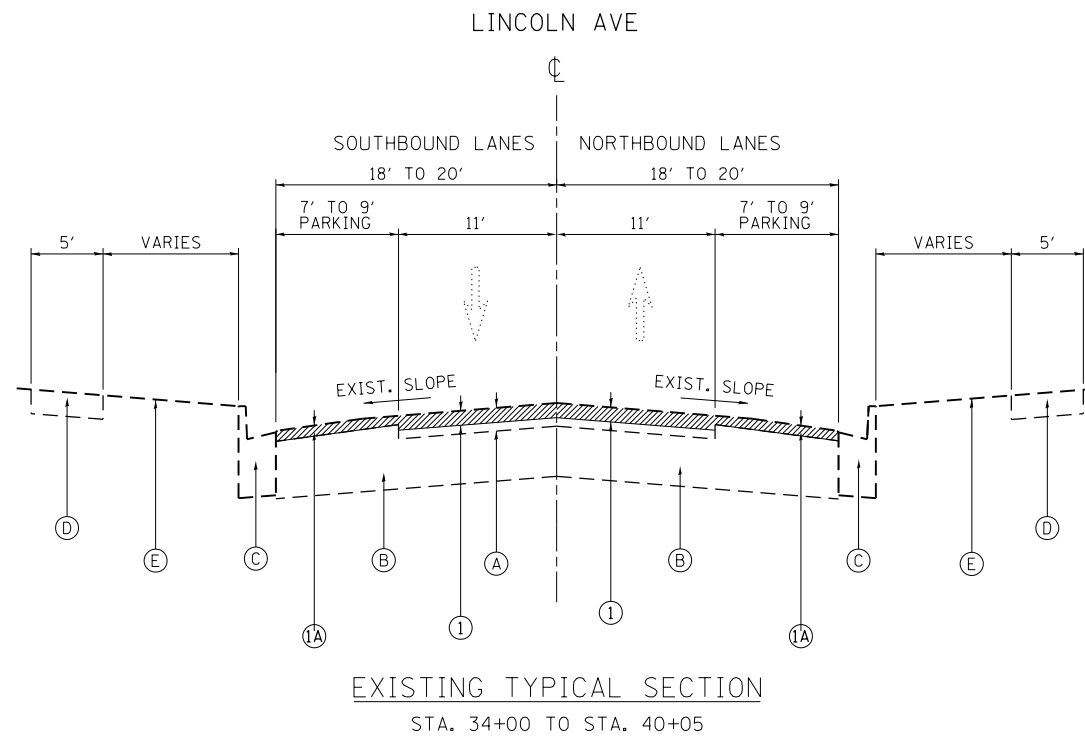 LINCOLN AVE
℄
SOUTHBOUND LANES NORTHBOUND LANES
18' TO 20' 18' TO 20'
7' TO 9' PARKING 11' 11' 7' TO 9' PARKING
5' VARIES VARIES 5'
EXIST. SLOPE EXIST. SLOPE
D E C B A B C E D
1A 1 1 1A
EXISTING TYPICAL SECTION
STA. 34+00 TO STA. 40+05